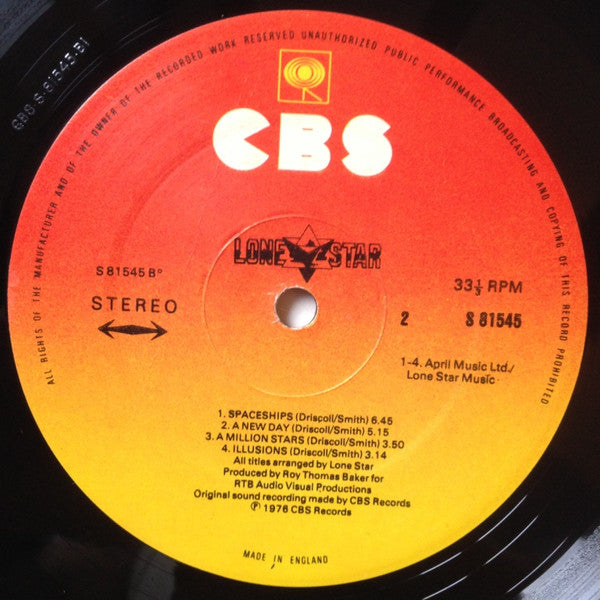 CBS S 81545·B1
ALL RIGHTS OF THE MANUFACTURER AND OF THE OWNER OF THE RECORDED WORK RESERVED UNAUTHORIZED PUBLIC PERFORMANCE BROADCASTING AND COPYING OF THIS RECORD PROHIBITED
CBS
LONE STAR
S 81545 B°
STEREO
33⅓ RPM
2 S 81545
1-4. April Music Ltd./
Lone Star Music·
1. SPACESHIPS (Driscoll/Smith) 6.45
2. A NEW DAY (Driscoll/Smith) 5.15
3. A MILLION STARS (Driscoll/Smith) 3.50
4. ILLUSIONS (Driscoll/Smith) 3.14
All titles arranged by Lone Star
Produced by Roy Thomas Baker for
RTB Audio Visual Productions
Original sound recording made by CBS Records
℗ 1976 CBS Records
MADE IN ENGLAND